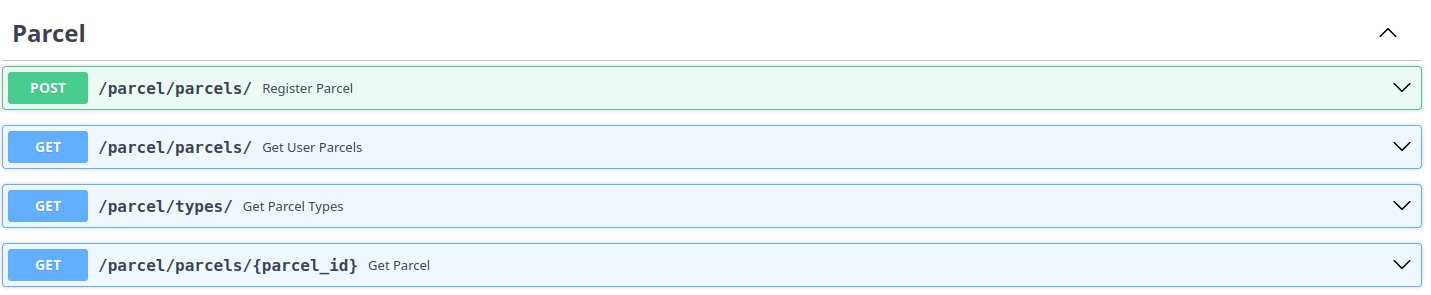 Parcel
POST /parcel/parcels/ Register Parcel
GET /parcel/parcels/ Get User Parcels
GET /parcel/types/ Get Parcel Types
GET /parcel/parcels/{parcel_id} Get Parcel